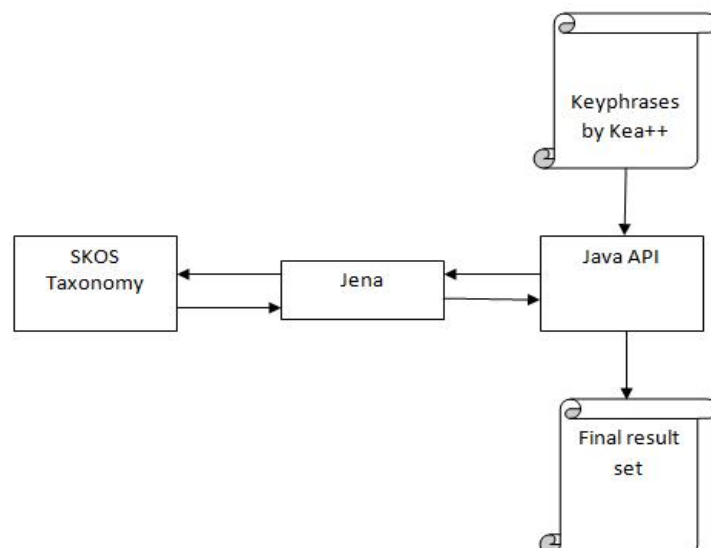 Keyphrases
by Kea++
SKOS
Taxonomy
Jena
Java API
Final result
set